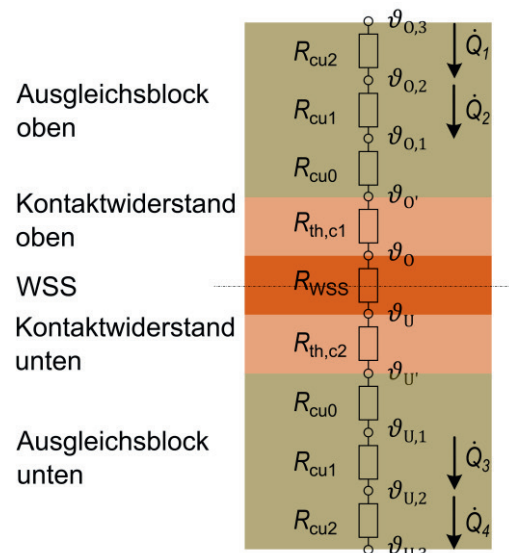 ϑO,3
Rcu2
Q̇1
Ausgleichsblock
oben
ϑO,2
Rcu1
Q̇2
ϑO,1
Rcu0
ϑO'
Kontaktwiderstand
oben
Rth,c1
ϑO
WSS
RWSS
ϑU
Kontaktwiderstand
unten
Rth,c2
ϑU'
Rcu0
ϑU,1
Ausgleichsblock
unten
Rcu1
Q̇3
ϑU,2
Rcu2
Q̇4
ϑU,3